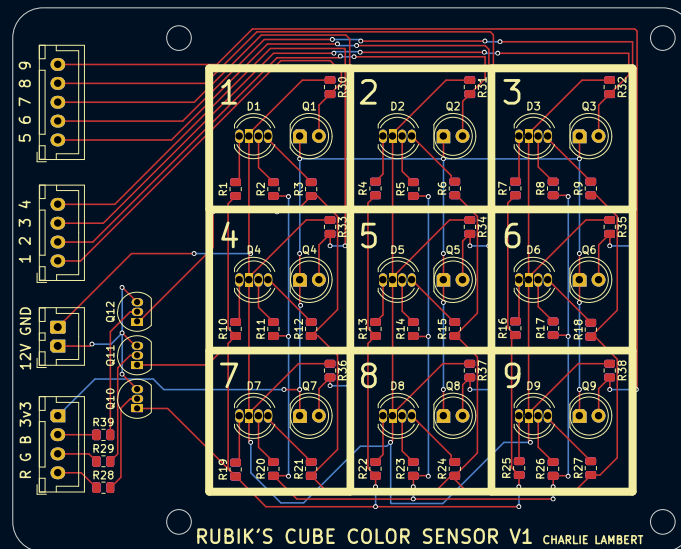 9
8
7
6
5
4
3
2
1
12V GND
R G B 3v3
Q12
Q11
Q10
R39
R29
R28
1
D1
Q1
R30
R1
R2
R3
2
D2
Q2
R31
R4
R5
R6
3
D3
Q3
R32
R7
R8
R9
4
D4
Q4
R33
R10
R11
R12
5
D5
Q5
R34
R13
R14
R15
6
D6
Q6
R35
R16
R17
R18
7
D7
Q7
R36
R19
R20
R21
8
D8
Q8
R37
R22
R23
R24
9
D9
Q9
R38
R25
R26
R27
RUBIK'S CUBE COLOR SENSOR V1 CHARLIE LAMBERT